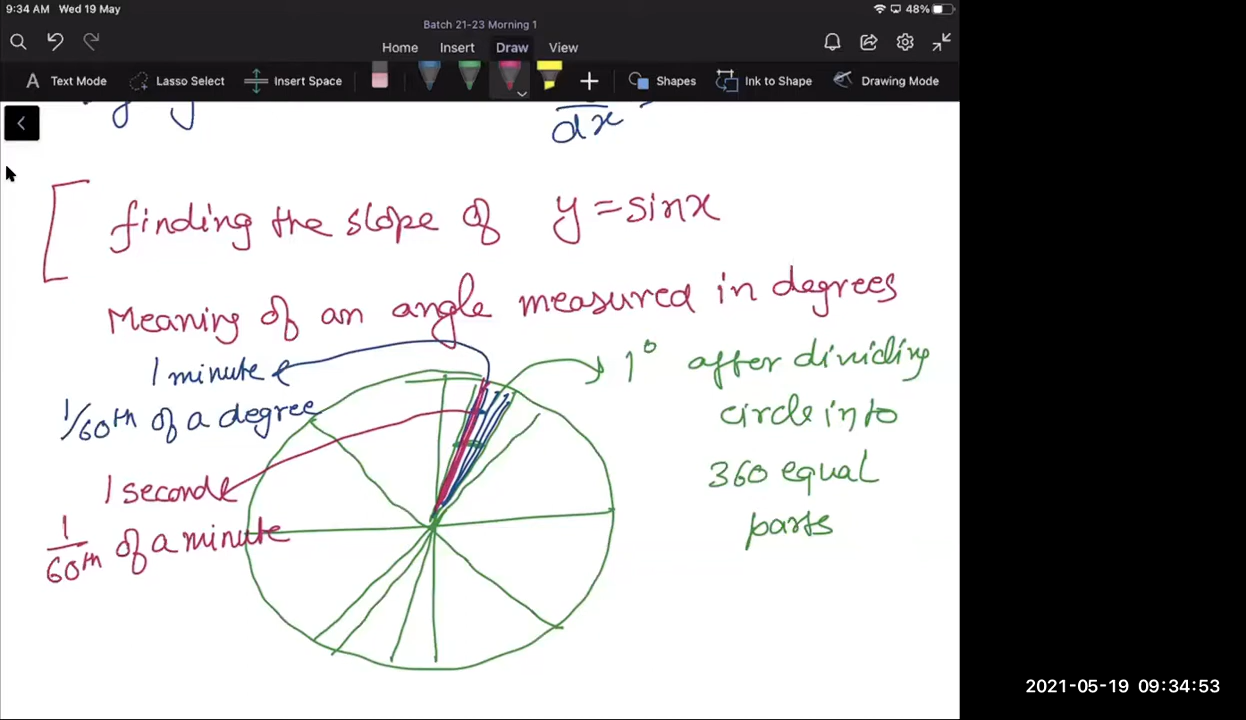 9:34 AM Wed 19 May
48%
Batch 21-23 Morning 1
Home Insert Draw View
Text Mode Lasso Select Insert Space Shapes Ink to Shape Drawing Mode
dx
finding the slope of y = sinx
Meaning of an angle measured in degrees
1 minute
1/60th of a degree
1 second
1/60th of a minute
1° after dividing
circle into
360 equal
parts
2021-05-19 09:34:53